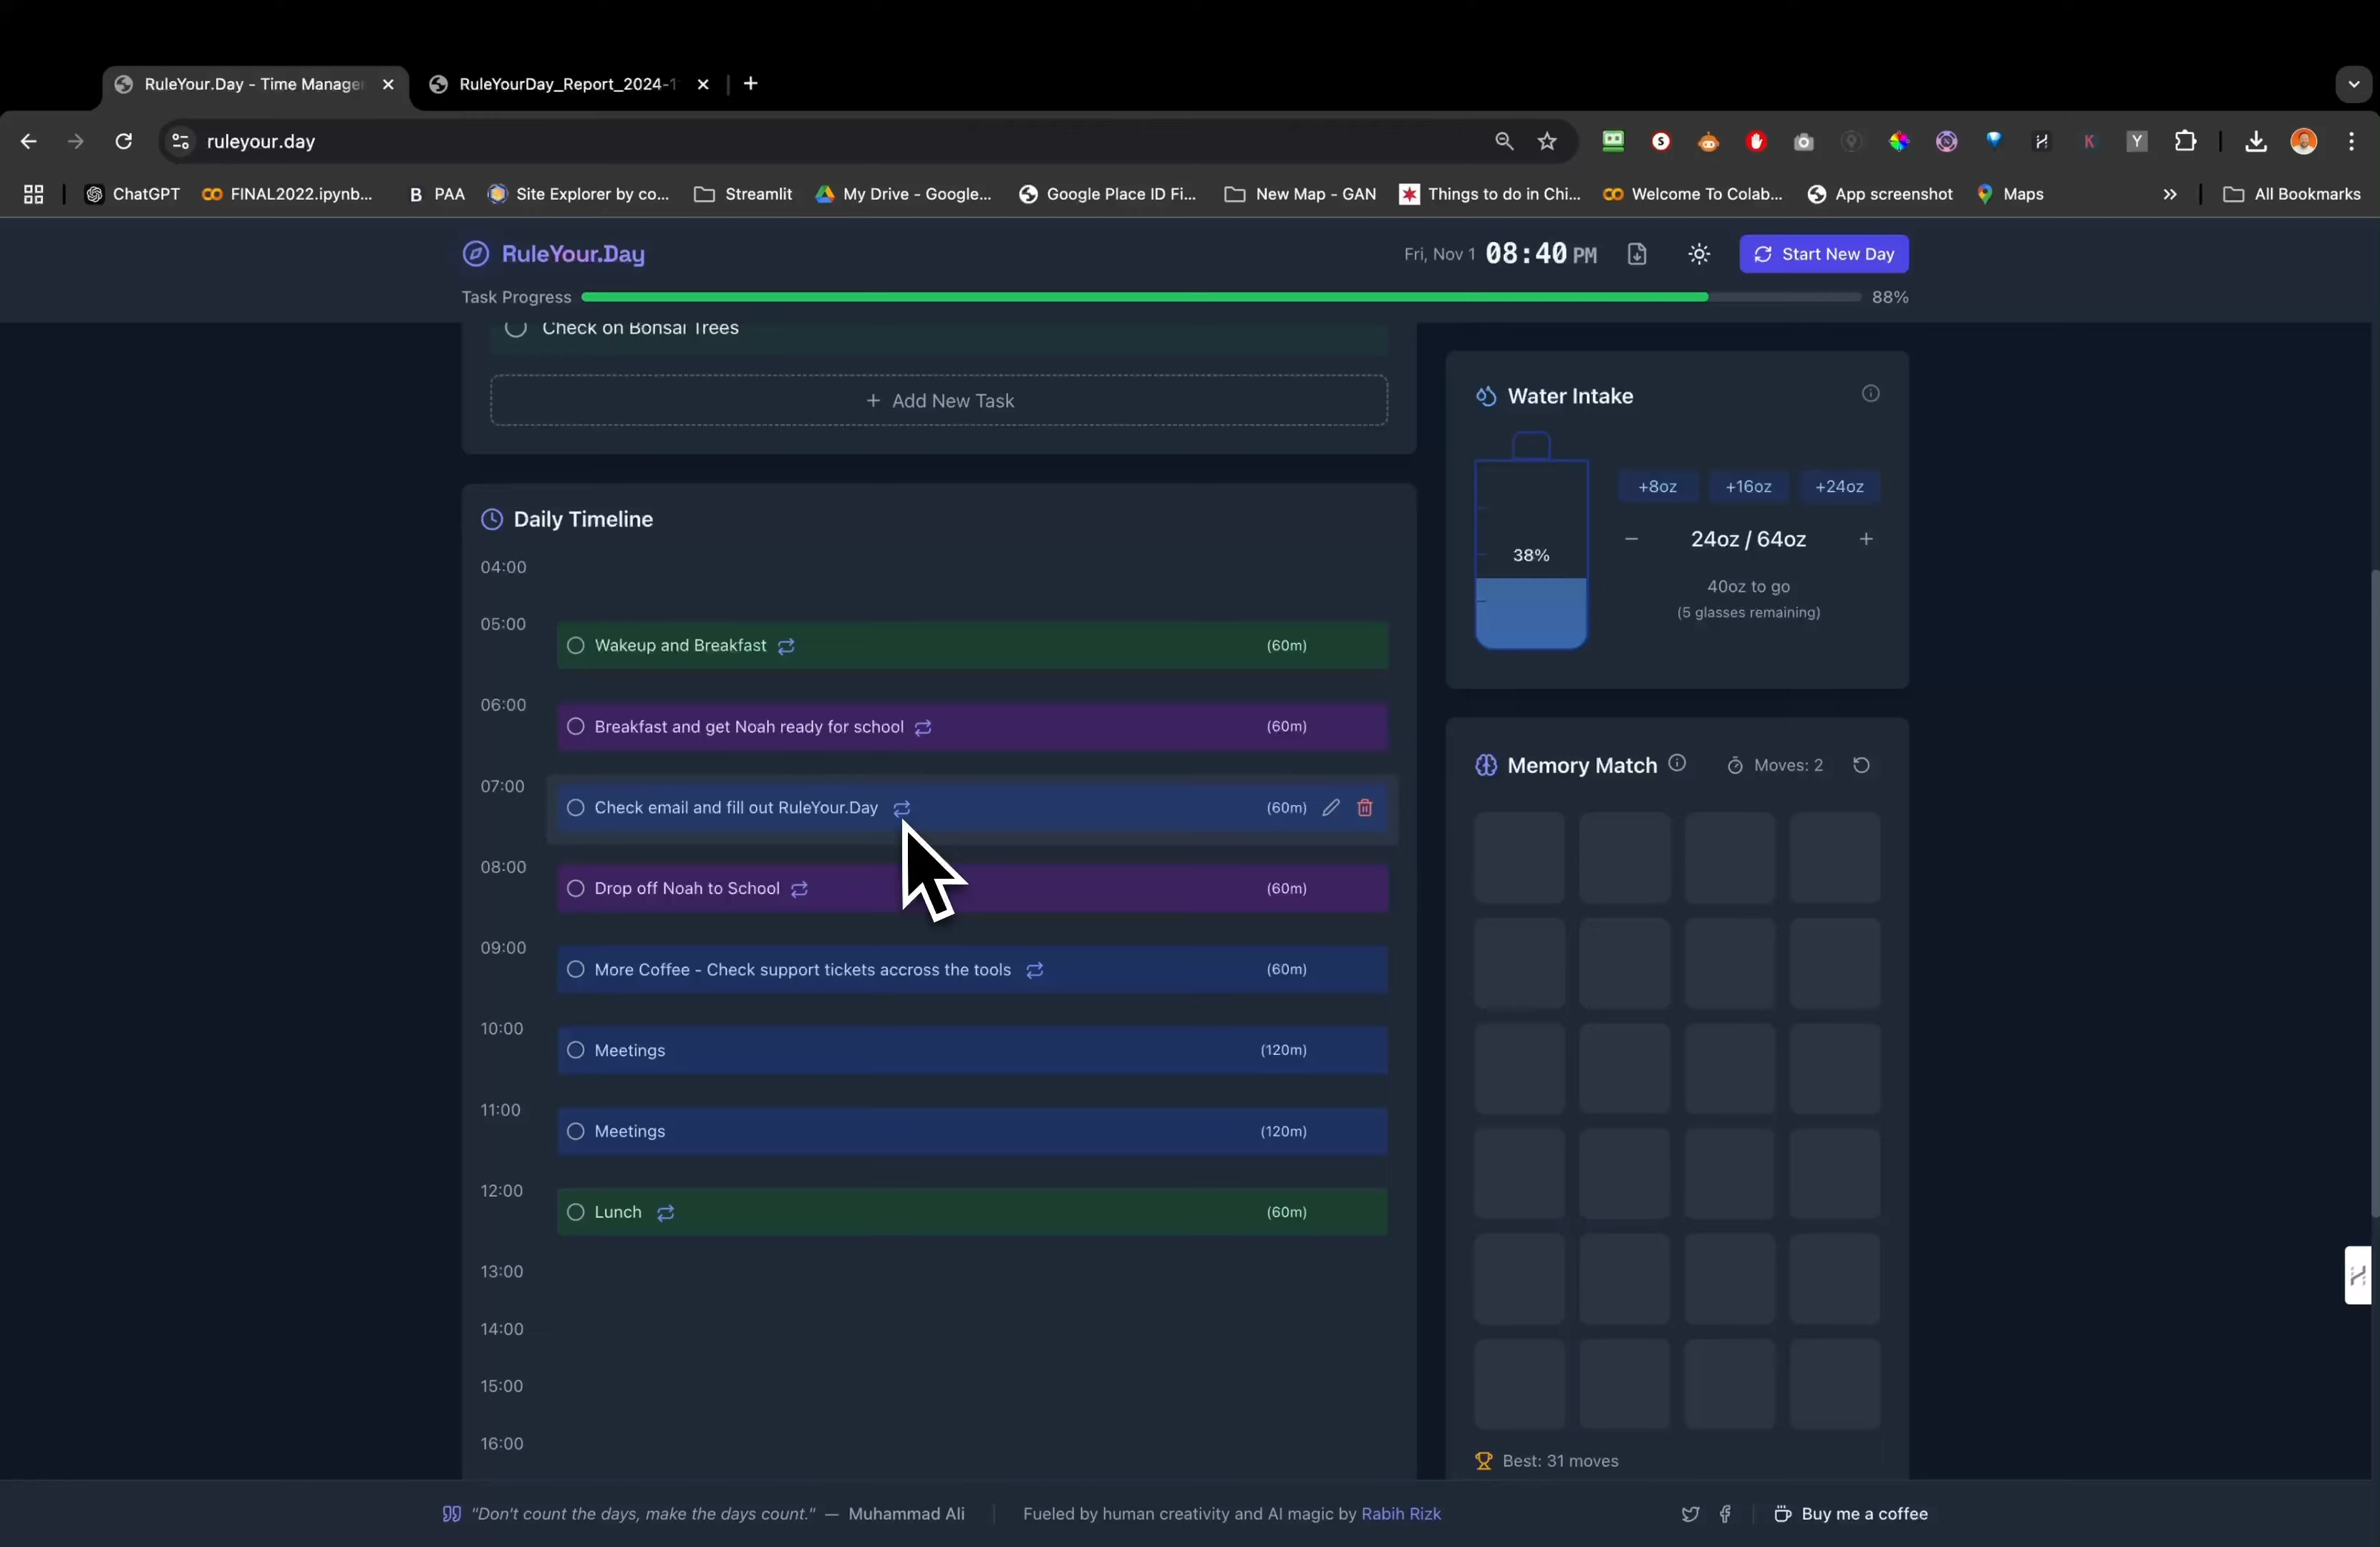 RuleYour.Day - Time Manage
RuleYourDay_Report_2024-1
ruleyour.day
ChatGPT
FINAL2022.ipynb...
PAA
Site Explorer by co...
Streamlit
My Drive - Google...
Google Place ID Fi...
New Map - GAN
Things to do in Chi...
Welcome To Colab...
App screenshot
Maps
All Bookmarks
RuleYour.Day
Fri, Nov 1 08:40 PM
Start New Day
Task Progress
88%
Check on Bonsai Trees
+ Add New Task
Daily Timeline
04:00
05:00
Wakeup and Breakfast (60m)
06:00
Breakfast and get Noah ready for school (60m)
07:00
Check email and fill out RuleYour.Day (60m)
08:00
Drop off Noah to School (60m)
09:00
More Coffee - Check support tickets accross the tools (60m)
10:00
Meetings (120m)
11:00
Meetings (120m)
12:00
Lunch (60m)
13:00
14:00
15:00
16:00
Water Intake
38%
+8oz +16oz +24oz
24oz / 64oz
40oz to go
(5 glasses remaining)
Memory Match
Moves: 2
Best: 31 moves
"Don't count the days, make the days count." — Muhammad Ali
Fueled by human creativity and AI magic by Rabih Rizk
Buy me a coffee